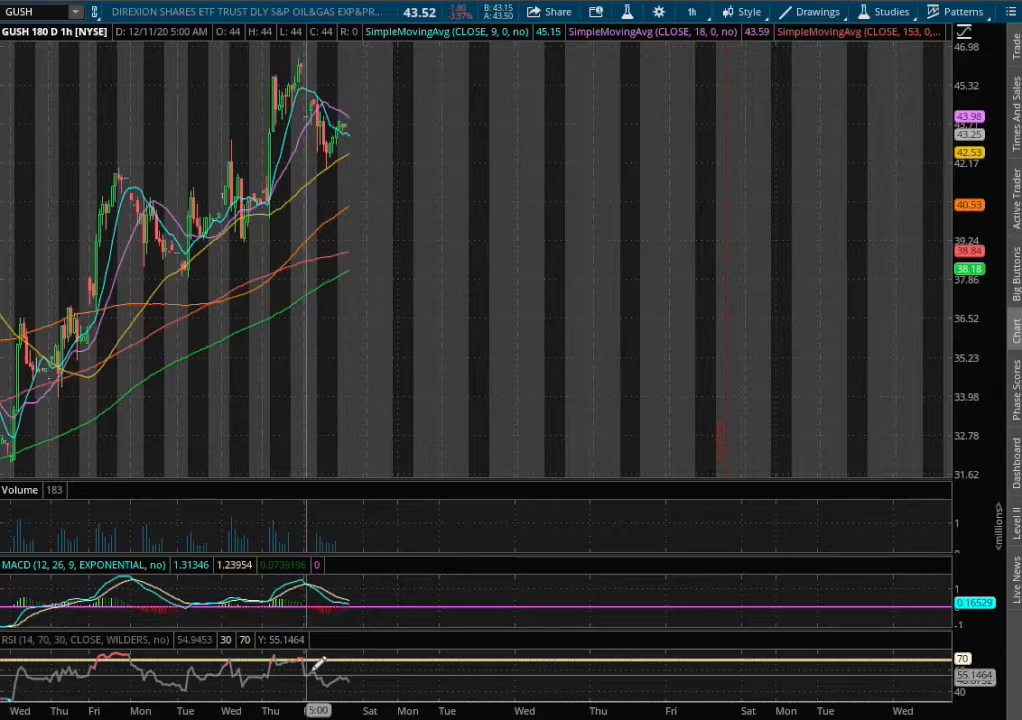 GUSH DIREXION SHARES ETF TRUST DLY S&P OIL&GAS EXP&PR... 43.52 -1.80 -3.97% B: 43.15 A: 43.50 Share 1h Style Drawings Studies Patterns
GUSH 180 D 1h [NYSE] D: 12/11/20 5:00 AM O: 44 H: 44 L: 44 C: 44 R: 0 SimpleMovingAvg (CLOSE, 9, 0, no) 45.15 SimpleMovingAvg (CLOSE, 18, 0, no) 43.59 SimpleMovingAvg (CLOSE, 153, 0,...
46.98
45.32
43.98
43.25
42.53
42.17
40.53
39.24
38.84
38.18
37.86
36.52
35.23
33.98
32.78
31.62
Volume 183
1
0
<millions>
MACD (12, 26, 9, EXPONENTIAL, no) 1.31346 1.23954 0.0739196 0
1
0.16529
-1
RSI (14, 70, 30, CLOSE, WILDERS, no) 54.9453 30 70 Y: 55.1464
70
55.1464
40
Wed Thu Fri Mon Tue Wed Thu 5:00 Sat Mon Tue Wed Thu Fri Sat Mon Tue Wed
Trade
Times And Sales
Active Trader
Big Buttons
Chart
Phase Scores
Dashboard
Level II
Live News